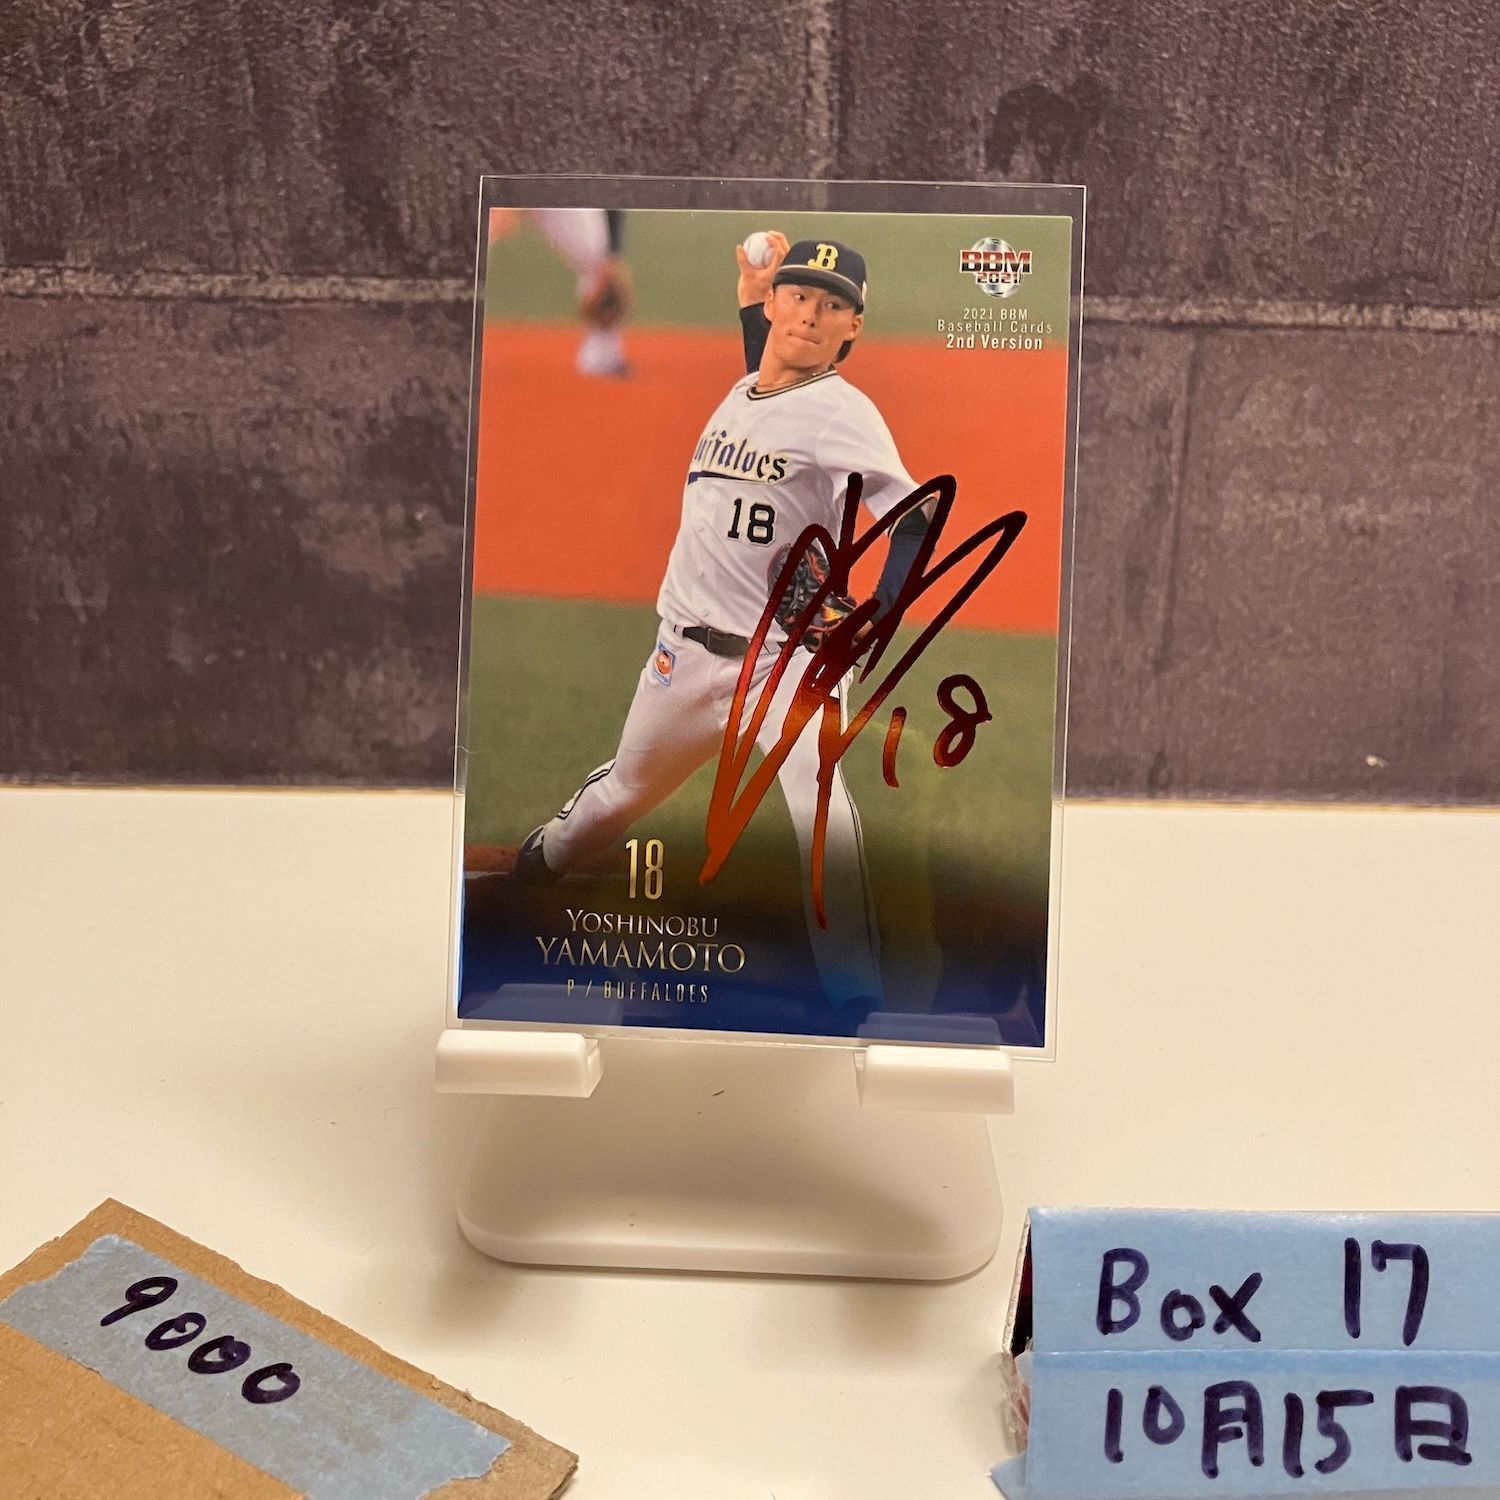 B
BBM
2021
2021 BBM
Baseball Cards
2nd Version
uffaloes
18
18
18
YOSHINOBU
YAMAMOTO
P / BUFFALOES
9000
Box 17
10月15日